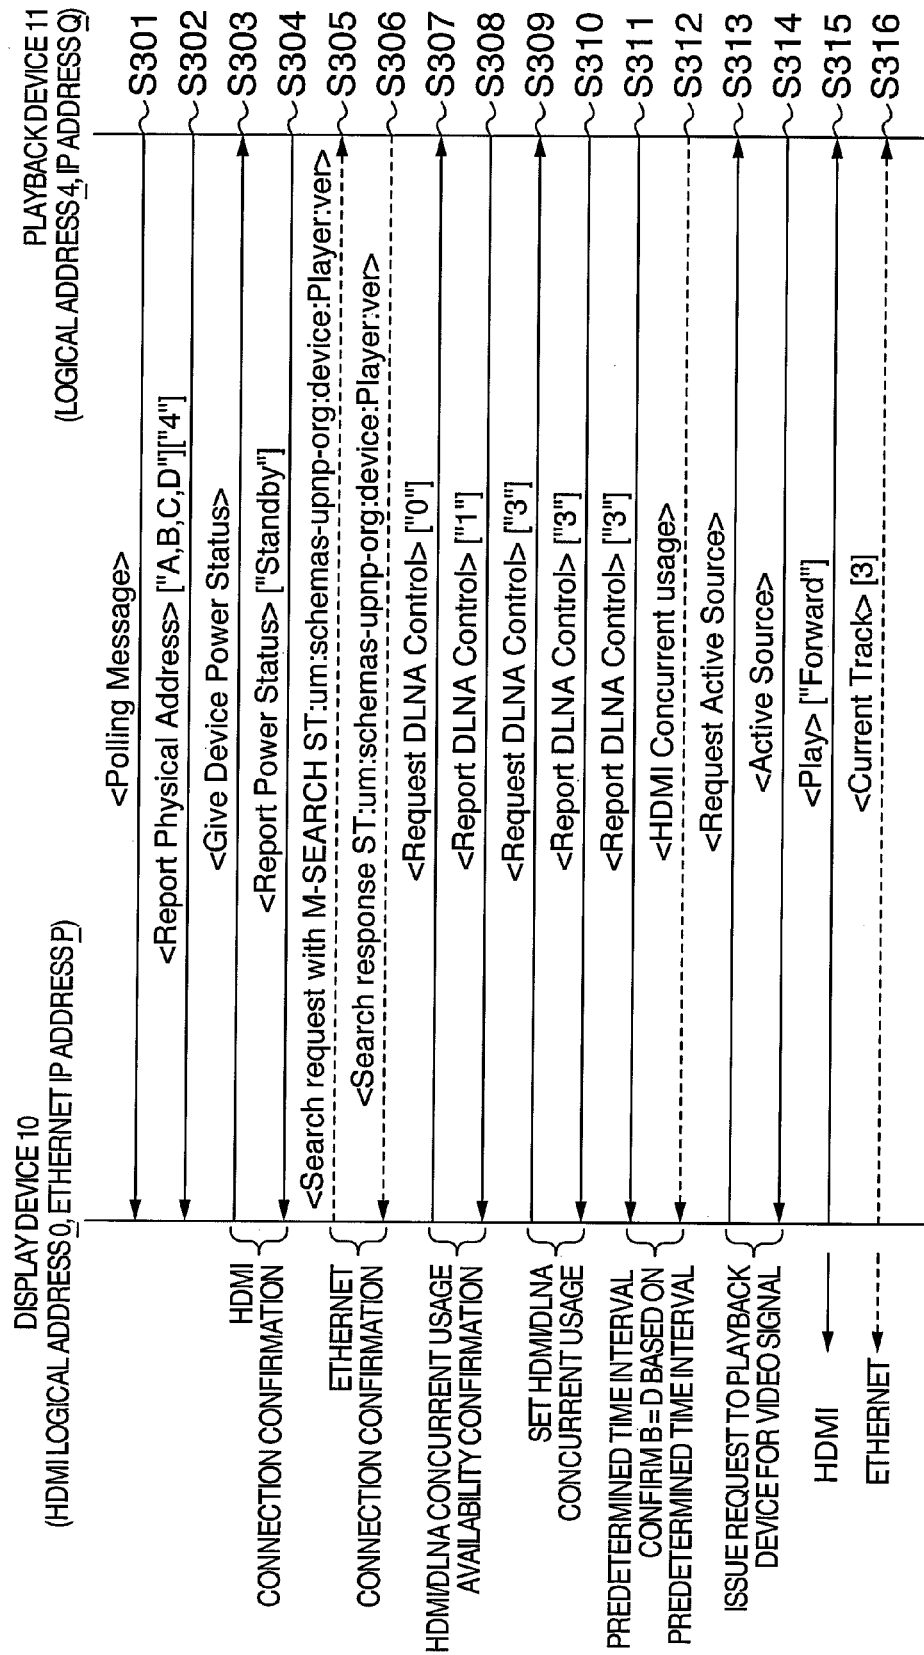 DISPLAY DEVICE 10
(HDMI LOGICAL ADDRESS 0, ETHERNET IP ADDRESS P)
PLAYBACK DEVICE 11
(LOGICAL ADDRESS 4, IP ADDRESS Q)
<Polling Message>
S301
<Report Physical Address> ["A,B,C,D"]["4"]
S302
HDMI
CONNECTION CONFIRMATION
<Give Device Power Status>
S303
<Report Power Status> ["Standby"]
S304
ETHERNET
CONNECTION CONFIRMATION
<Search request with M-SEARCH ST:um:schemas-upnp-org:device:Player:ver>
S305
<Search response ST:um:schemas-upnp-org:device:Player:ver>
S306
HDMI/DLNA CONCURRENT USAGE
AVAILABILITY CONFIRMATION
<Request DLNA Control> ["0"]
S307
<Report DLNA Control> ["1"]
S308
SET HDMI/DLNA
CONCURRENT USAGE
<Request DLNA Control> ["3"]
S309
<Report DLNA Control> ["3"]
S310
PREDETERMINED TIME INTERVAL
CONFIRM B = D BASED ON
PREDETERMINED TIME INTERVAL
<Report DLNA Control> ["3"]
S311
<HDMI Concurrent usage>
S312
ISSUE REQUEST TO PLAYBACK
DEVICE FOR VIDEO SIGNAL
<Request Active Source>
S313
<Active Source>
S314
<Play> ["Forward"]
S315
<Current Track> [3]
S316
HDMI
ETHERNET